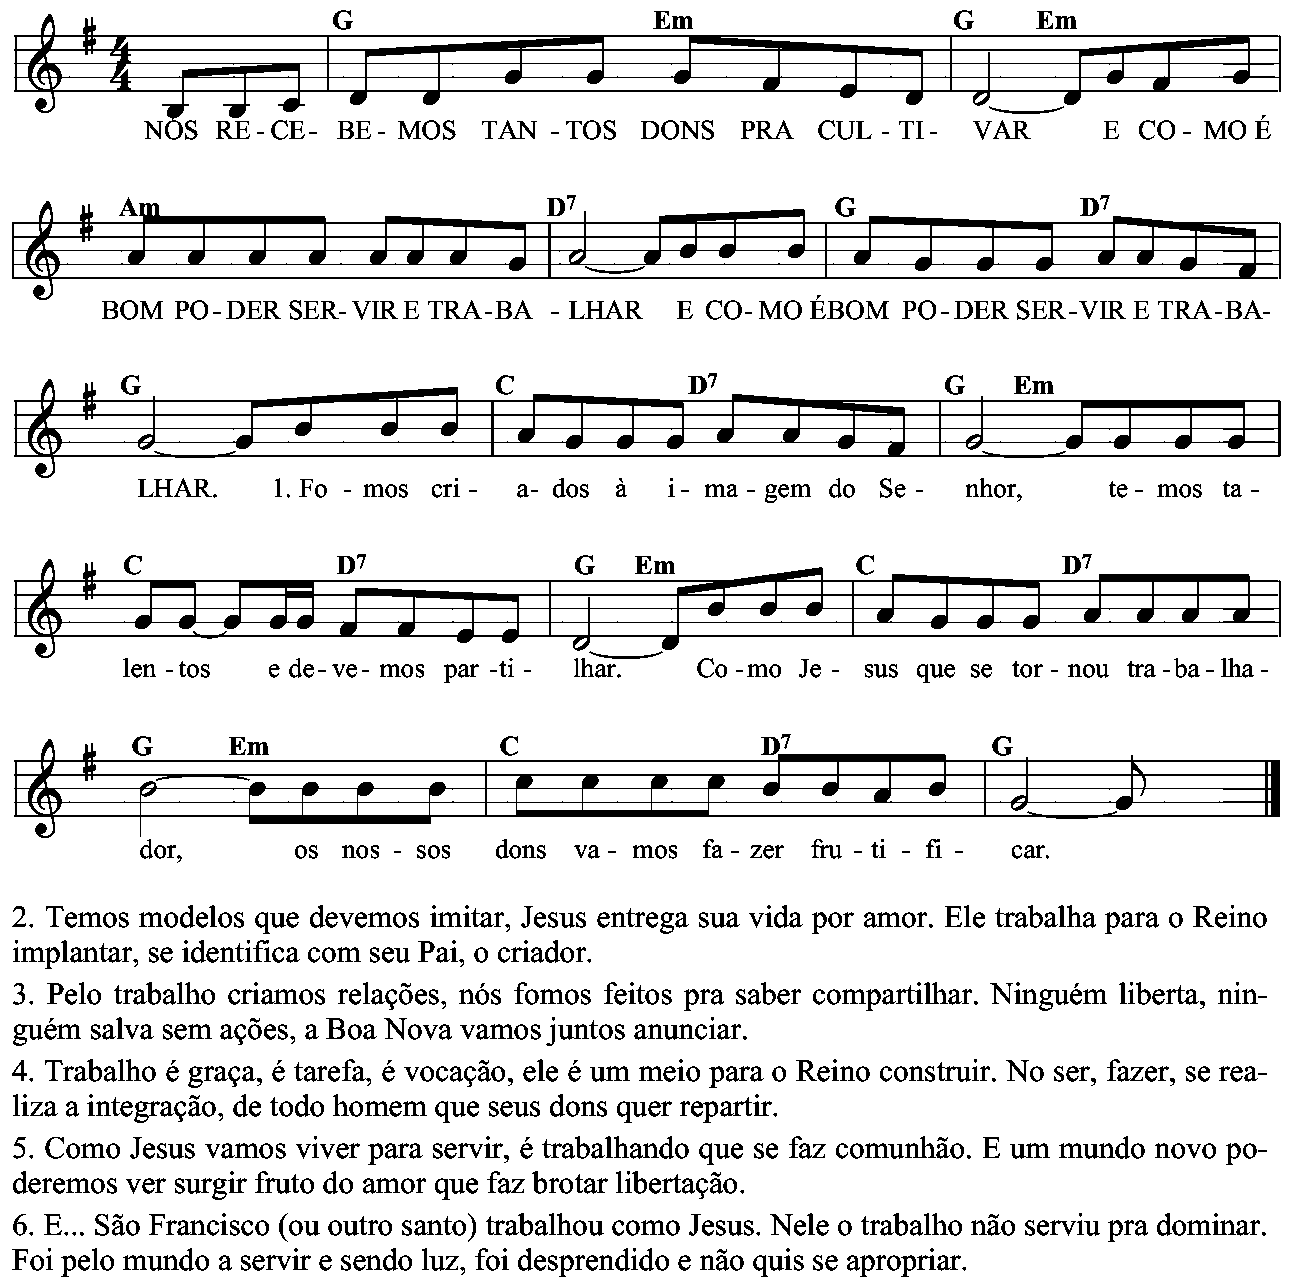 G Em G Em
NÓS RE-CE- BE-MOS TAN-TOS DONS PRA CUL-TI- VAR E CO-MO É
Am D7 G D7
BOM PO-DER SER-VIR E TRA-BA - LHAR E CO-MO ÉBOM PO-DER SER-VIR E TRA-BA-
G C D7 G Em
LHAR. 1. Fo - mos cri - a- dos à i - ma - gem do Se - nhor, te - mos ta -
C D7 G Em C D7
len - tos e de-ve-mos par -ti- lhar. Co -mo Je - sus que se tor - nou tra-ba-lha-
G Em C D7 G
dor, os nos - sos dons va - mos fa - zer fru - ti - fi - car.
2. Temos modelos que devemos imitar, Jesus entrega sua vida por amor. Ele trabalha para o Reino
implantar, se identifica com seu Pai, o criador.
3. Pelo trabalho criamos relações, nós fomos feitos pra saber compartilhar. Ninguém liberta, nin-
guém salva sem ações, a Boa Nova vamos juntos anunciar.
4. Trabalho é graça, é tarefa, é vocação, ele é um meio para o Reino construir. No ser, fazer, se rea-
liza a integração, de todo homem que seus dons quer repartir.
5. Como Jesus vamos viver para servir, é trabalhando que se faz comunhão. E um mundo novo po-
deremos ver surgir fruto do amor que faz brotar libertação.
6. E... São Francisco (ou outro santo) trabalhou como Jesus. Nele o trabalho não serviu pra dominar.
Foi pelo mundo a servir e sendo luz, foi desprendido e não quis se apropriar.